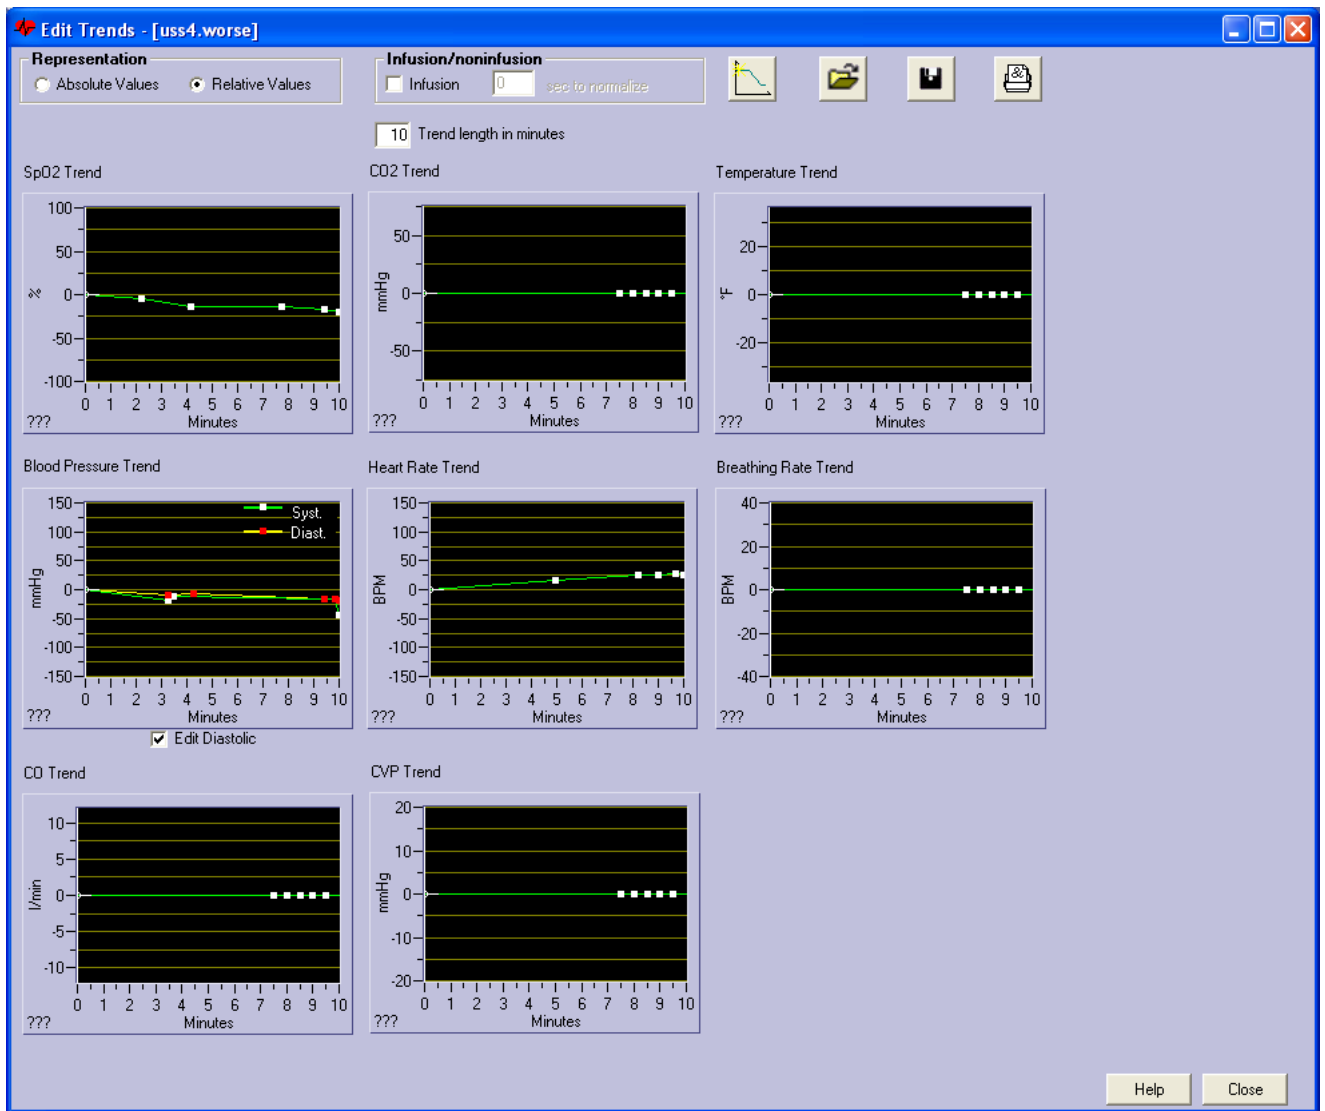 Edit Trends - [uss4.worse]
Representation
Absolute Values Relative Values
Infusion/noninfusion
Infusion 0 sec to normalize
&
10 Trend length in minutes
SpO2 Trend
100
50
%
0
-50
-100
0 1 2 3 4 5 6 7 8 9 10
??? Minutes
CO2 Trend
50
mmHg
0
-50
0 1 2 3 4 5 6 7 8 9 10
??? Minutes
Temperature Trend
20
°F
0
-20
0 1 2 3 4 5 6 7 8 9 10
??? Minutes
Blood Pressure Trend
150
100
50
mmHg
0
-50
-100
-150
Syst.
Diast.
0 1 2 3 4 5 6 7 8 9 10
??? Minutes
Edit Diastolic
Heart Rate Trend
150
100
50
BPM
0
-50
-100
-150
0 1 2 3 4 5 6 7 8 9 10
??? Minutes
Breathing Rate Trend
40
20
BPM
0
-20
-40
0 1 2 3 4 5 6 7 8 9 10
??? Minutes
CO Trend
10
5
l/min
0
-5
-10
0 1 2 3 4 5 6 7 8 9 10
??? Minutes
CVP Trend
20
10
mmHg
0
-10
-20
0 1 2 3 4 5 6 7 8 9 10
??? Minutes
Help Close